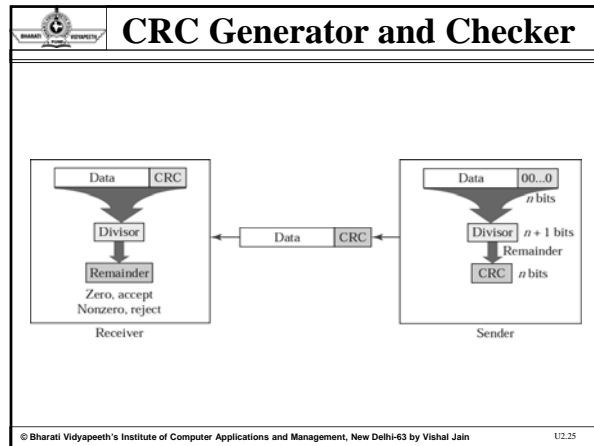 BHARATI VIDYAPEETH
CRC Generator and Checker
Data CRC
Divisor
Remainder
Zero, accept
Nonzero, reject
Receiver
Data CRC
Data 00...0
n bits
Divisor n + 1 bits
Remainder
CRC n bits
Sender
© Bharati Vidyapeeth's Institute of Computer Applications and Management, New Delhi-63 by Vishal Jain U2.25